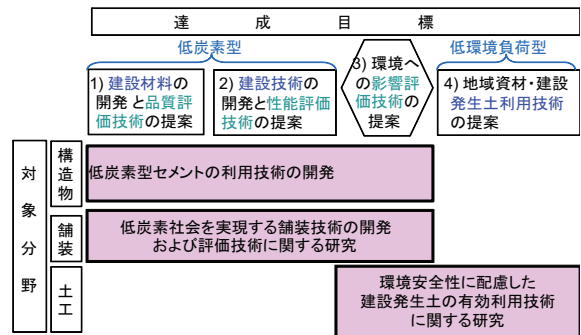 達　成　目　標
低炭素型
低環境負荷型
1) 建設材料の
開発 と品質評
価技術の提案
2) 建設技術の
開発と性能評価
技術の提案
3) 環境へ
の影響評
価技術の
提案
4) 地域資材・建設
発生土利用技術
の提案
対象分野
構造物
低炭素型セメントの利用技術の開発
舗装
低炭素社会を実現する舗装技術の開発
および評価技術に関する研究
土工
環境安全性に配慮した
建設発生土の有効利用技術
に関する研究